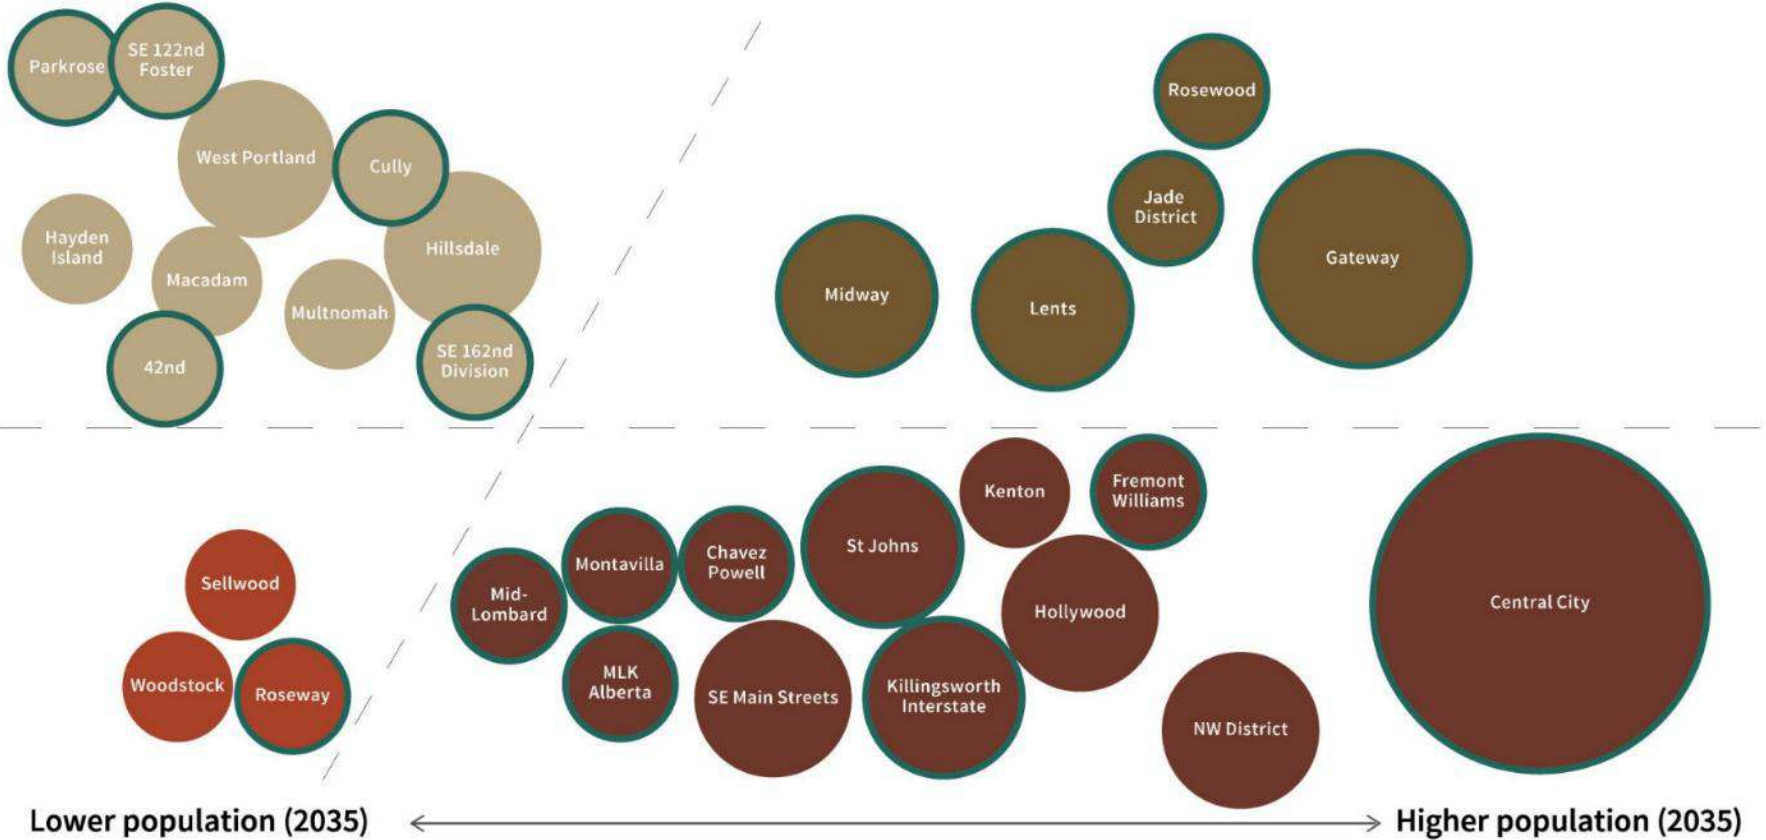 Parkrose
SE 122nd
Foster
West Portland
Cully
Hayden
Island
Macadam
Hillsdale
Multnomah
42nd
SE 162nd
Division
Rosewood
Jade
District
Gateway
Midway
Lents
Sellwood
Woodstock
Roseway
Mid-
Lombard
Montavilla
MLK
Alberta
Chavez
Powell
SE Main Streets
St Johns
Killingsworth
Interstate
Kenton
Fremont
Williams
Hollywood
NW District
Central City
Lower population (2035)
Higher population (2035)